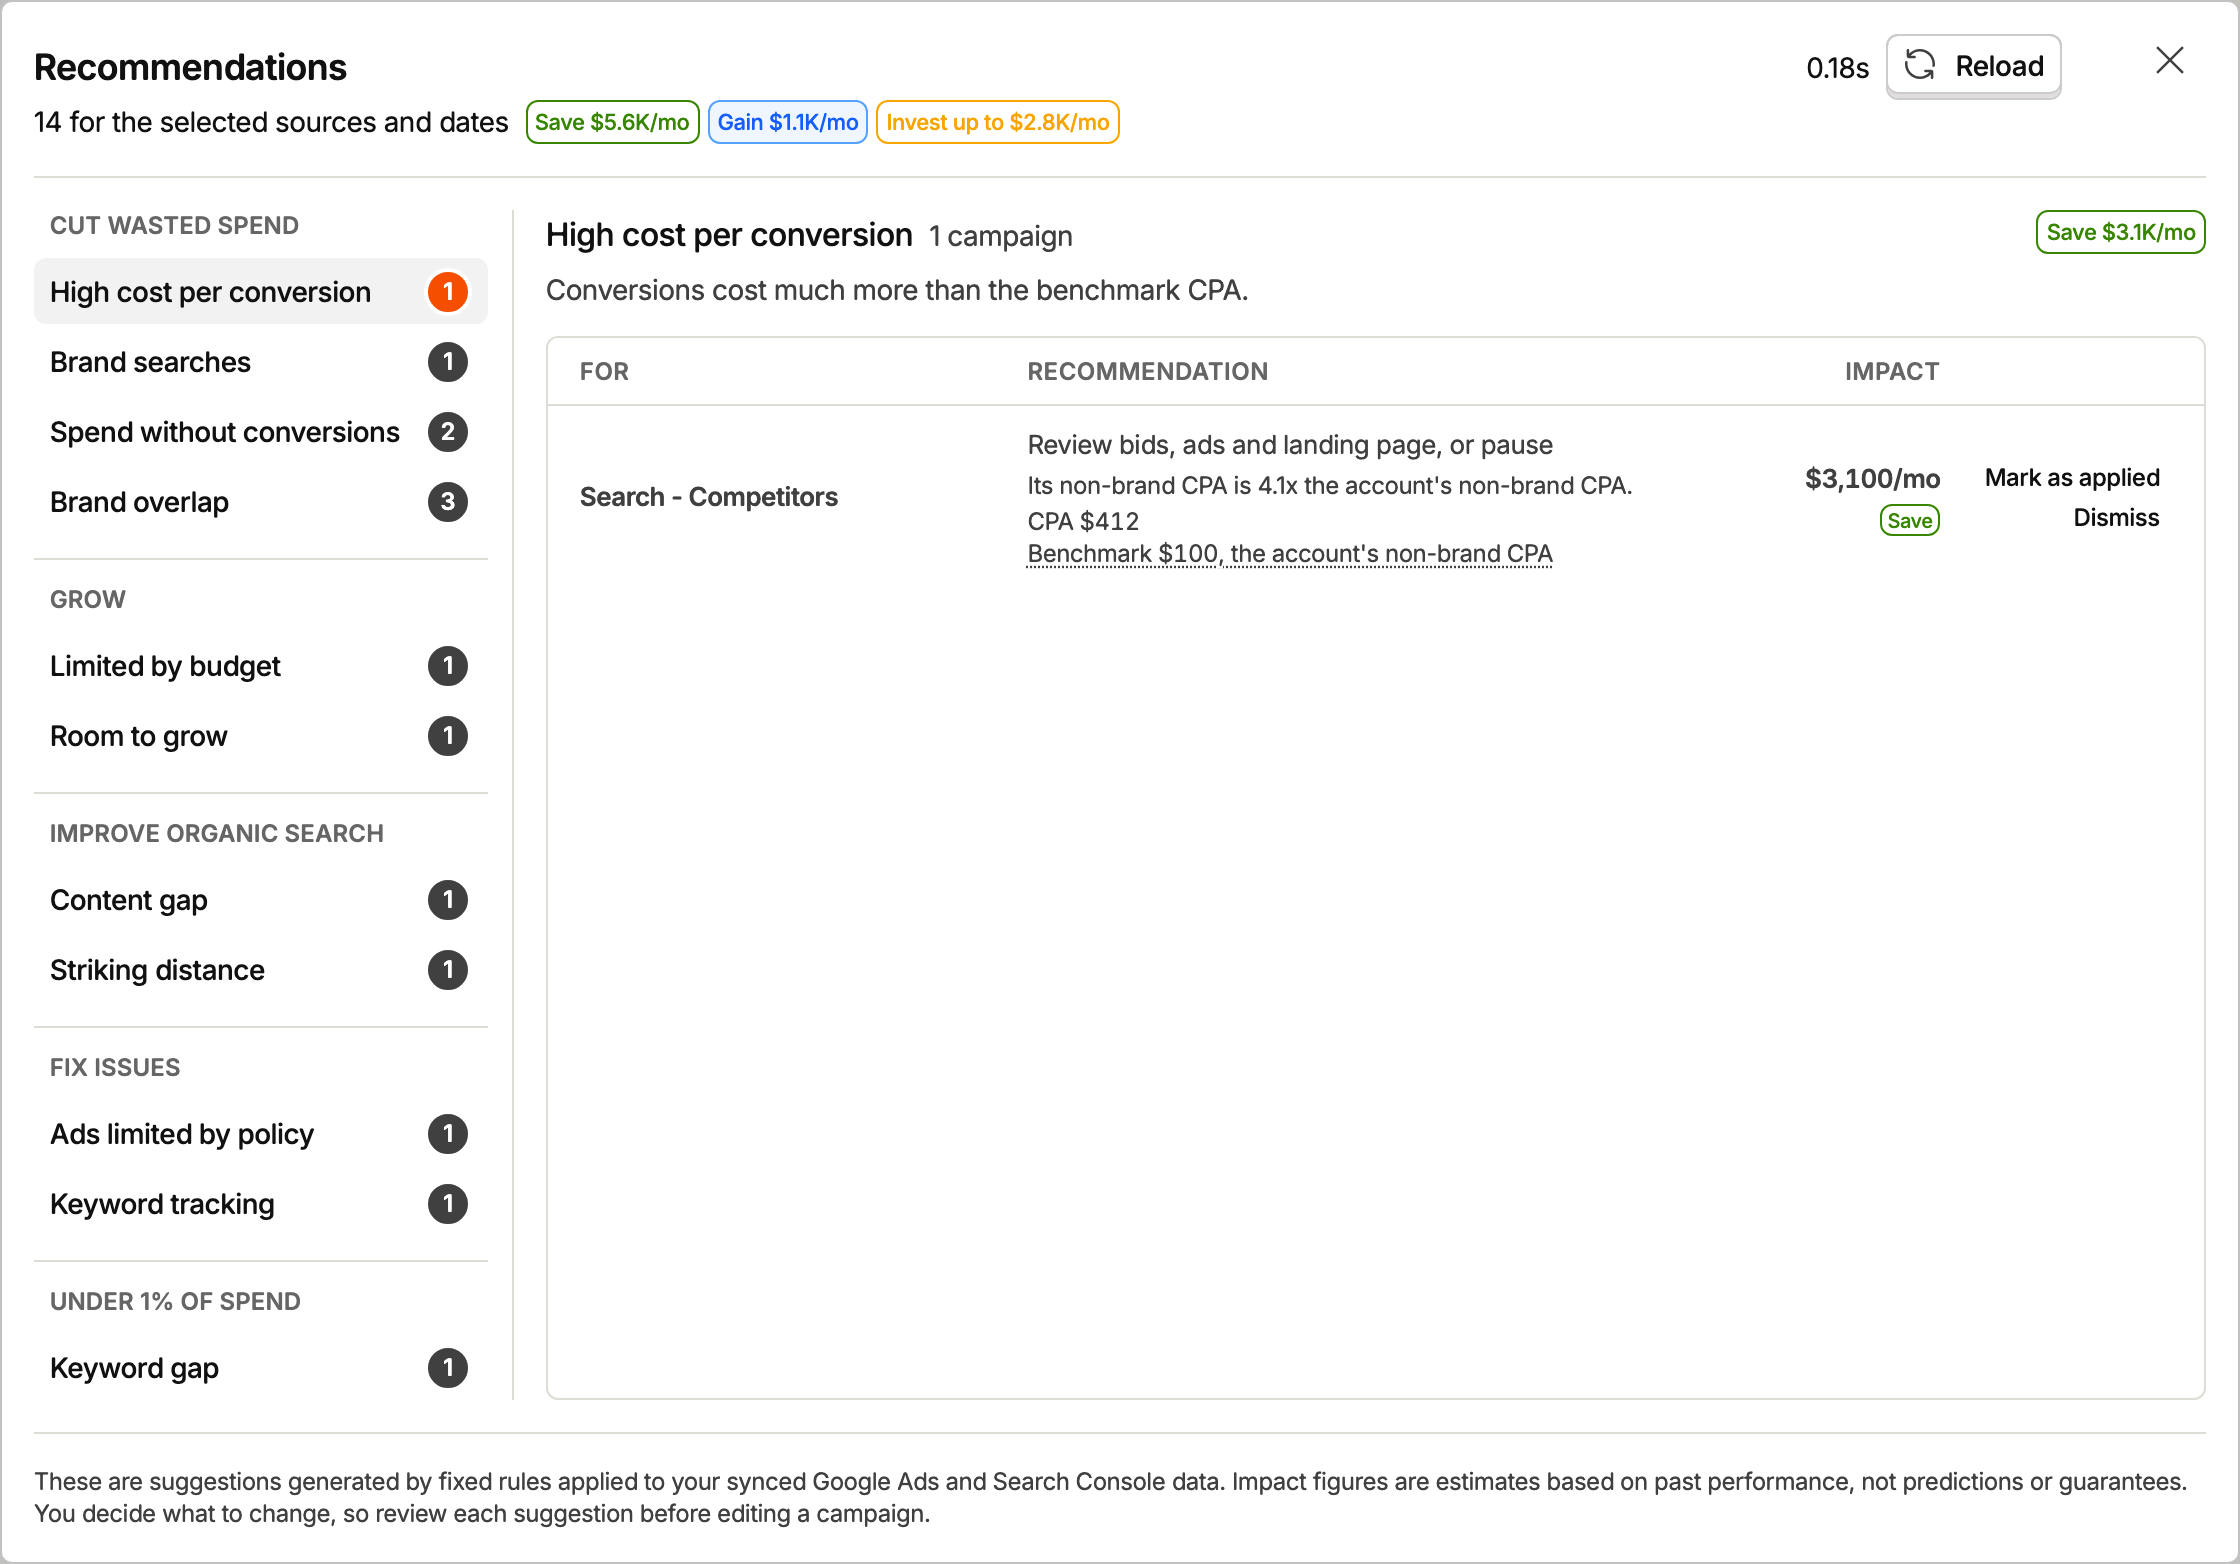 Recommendations
0.18s
Reload
14 for the selected sources and dates
Save $5.6K/mo
Gain $1.1K/mo
Invest up to $2.8K/mo
CUT WASTED SPEND
High cost per conversion 1
Brand searches 1
Spend without conversions 2
Brand overlap 3
GROW
Limited by budget 1
Room to grow 1
IMPROVE ORGANIC SEARCH
Content gap 1
Striking distance 1
FIX ISSUES
Ads limited by policy 1
Keyword tracking 1
UNDER 1% OF SPEND
Keyword gap 1
High cost per conversion 1 campaign
Save $3.1K/mo
Conversions cost much more than the benchmark CPA.
FOR RECOMMENDATION IMPACT
Search - Competitors
Review bids, ads and landing page, or pause
Its non-brand CPA is 4.1x the account's non-brand CPA.
CPA $412
Benchmark $100, the account's non-brand CPA
$3,100/mo
Save
Mark as applied
Dismiss
These are suggestions generated by fixed rules applied to your synced Google Ads and Search Console data. Impact figures are estimates based on past performance, not predictions or guarantees.
You decide what to change, so review each suggestion before editing a campaign.